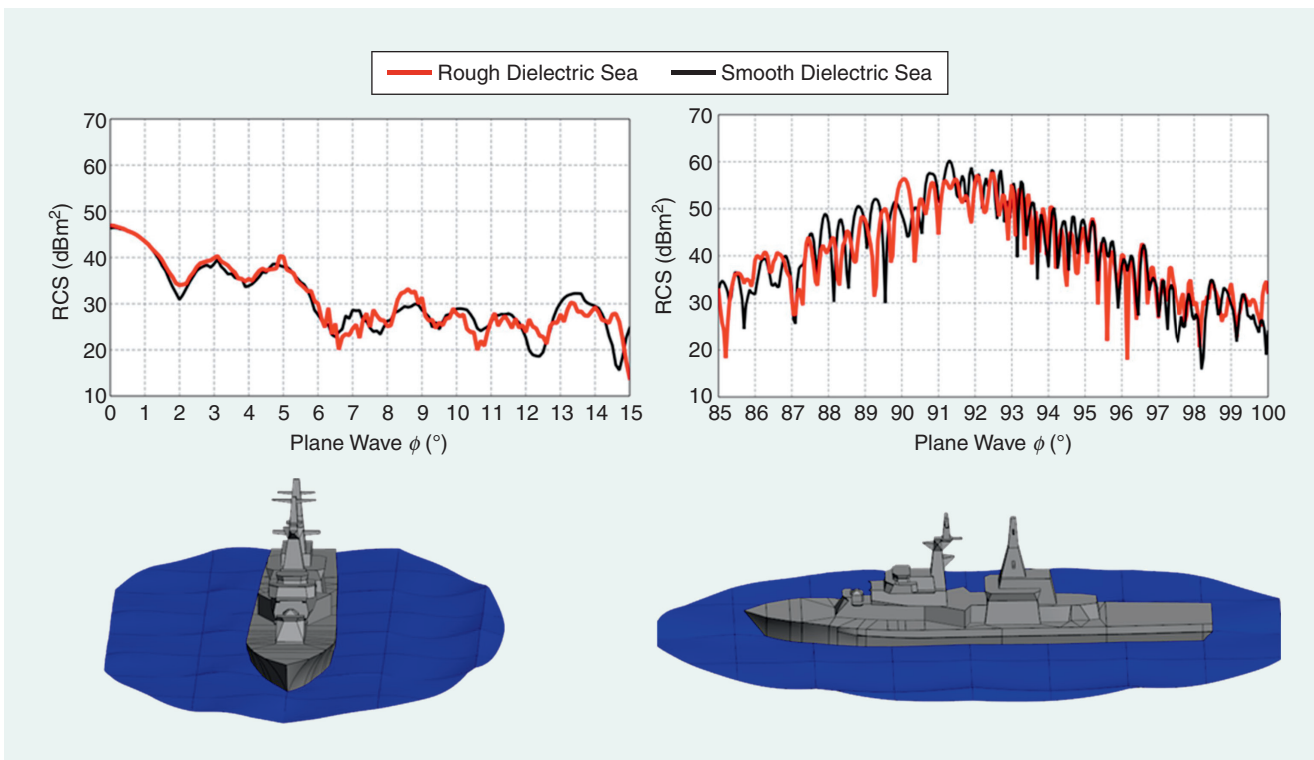 Rough Dielectric Sea Smooth Dielectric Sea
70
60
50
40
30
20
10
RCS (dBm2)
0 1 2 3 4 5 6 7 8 9 10 11 12 13 14 15
Plane Wave ϕ (°)
70
60
50
40
30
20
10
RCS (dBm2)
85 86 87 88 89 90 91 92 93 94 95 96 97 98 99 100
Plane Wave ϕ (°)